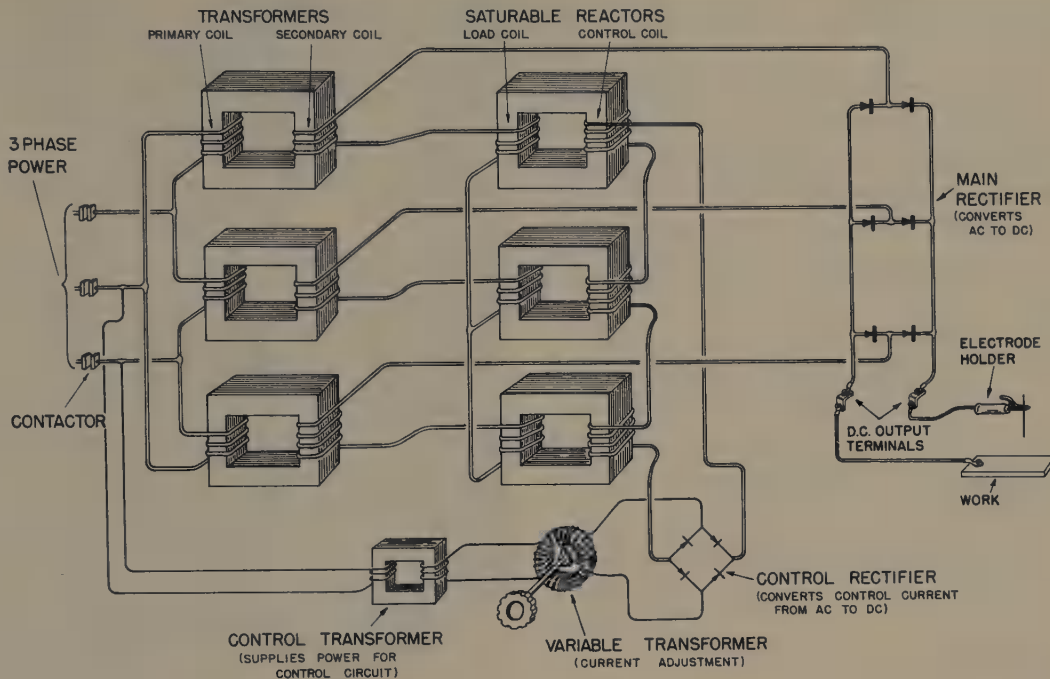 TRANSFORMERS
PRIMARY COIL
SECONDARY COIL
SATURABLE REACTORS
LOAD COIL
CONTROL COIL
3 PHASE
POWER
MAIN
RECTIFIER
(CONVERTS
AC TO DC)
ELECTRODE
HOLDER
CONTACTOR
D.C. OUTPUT
TERMINALS
WORK
CONTROL RECTIFIER
(CONVERTS CONTROL CURRENT
FROM AC TO DC)
CONTROL TRANSFORMER
(SUPPLIES POWER FOR
CONTROL CIRCUIT)
VARIABLE TRANSFORMER
(CURRENT ADJUSTMENT)